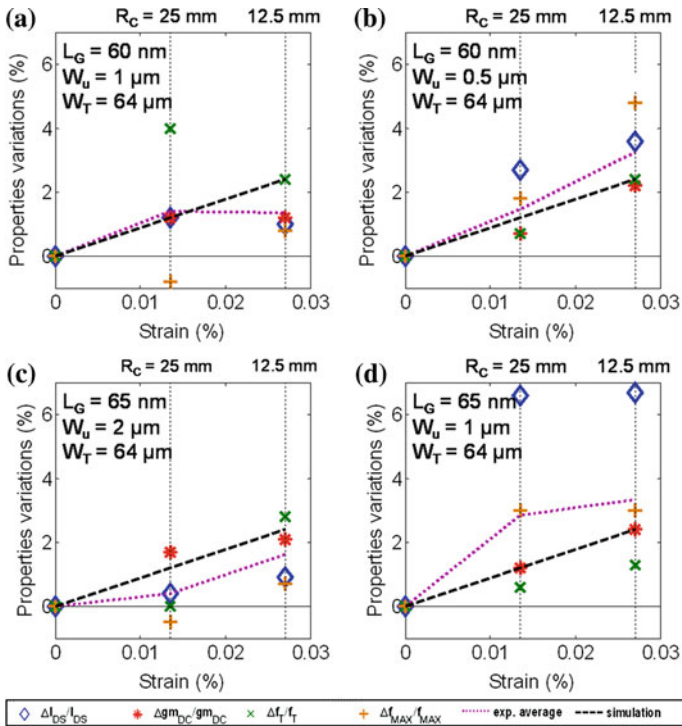 (a)
R_C = 25 mm 12.5 mm
L_G = 60 nm
W_u = 1 µm
W_T = 64 µm
Properties variations (%)
6
4
2
0
0 0.01 0.02 0.03
Strain (%)
(b)
R_C = 25 mm 12.5 mm
L_G = 60 nm
W_u = 0.5 µm
W_T = 64 µm
Properties variations (%)
6
4
2
0
0 0.01 0.02 0.03
Strain (%)
(c)
R_C = 25 mm 12.5 mm
L_G = 65 nm
W_u = 2 µm
W_T = 64 µm
Properties variations (%)
6
4
2
0
0 0.01 0.02 0.03
Strain (%)
(d)
R_C = 25 mm 12.5 mm
L_G = 65 nm
W_u = 1 µm
W_T = 64 µm
Properties variations (%)
6
4
2
0
0 0.01 0.02 0.03
Strain (%)
ΔI_DS/I_DS Δgm_DC/gm_DC Δf_T/f_T Δf_MAX/f_MAX exp. average simulation